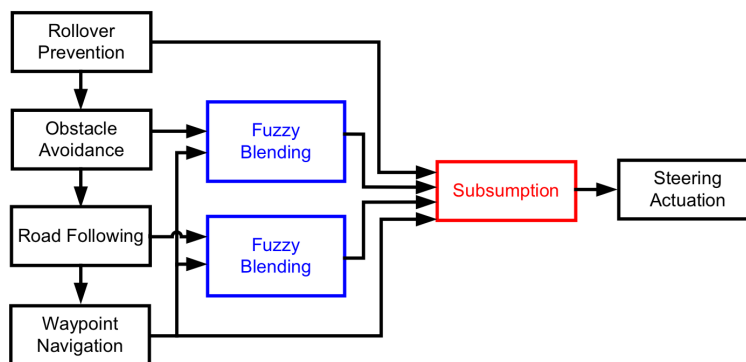 Rollover
Prevention
Obstacle
Avoidance
Road Following
Waypoint
Navigation
Fuzzy
Blending
Fuzzy
Blending
Subsumption
Steering
Actuation